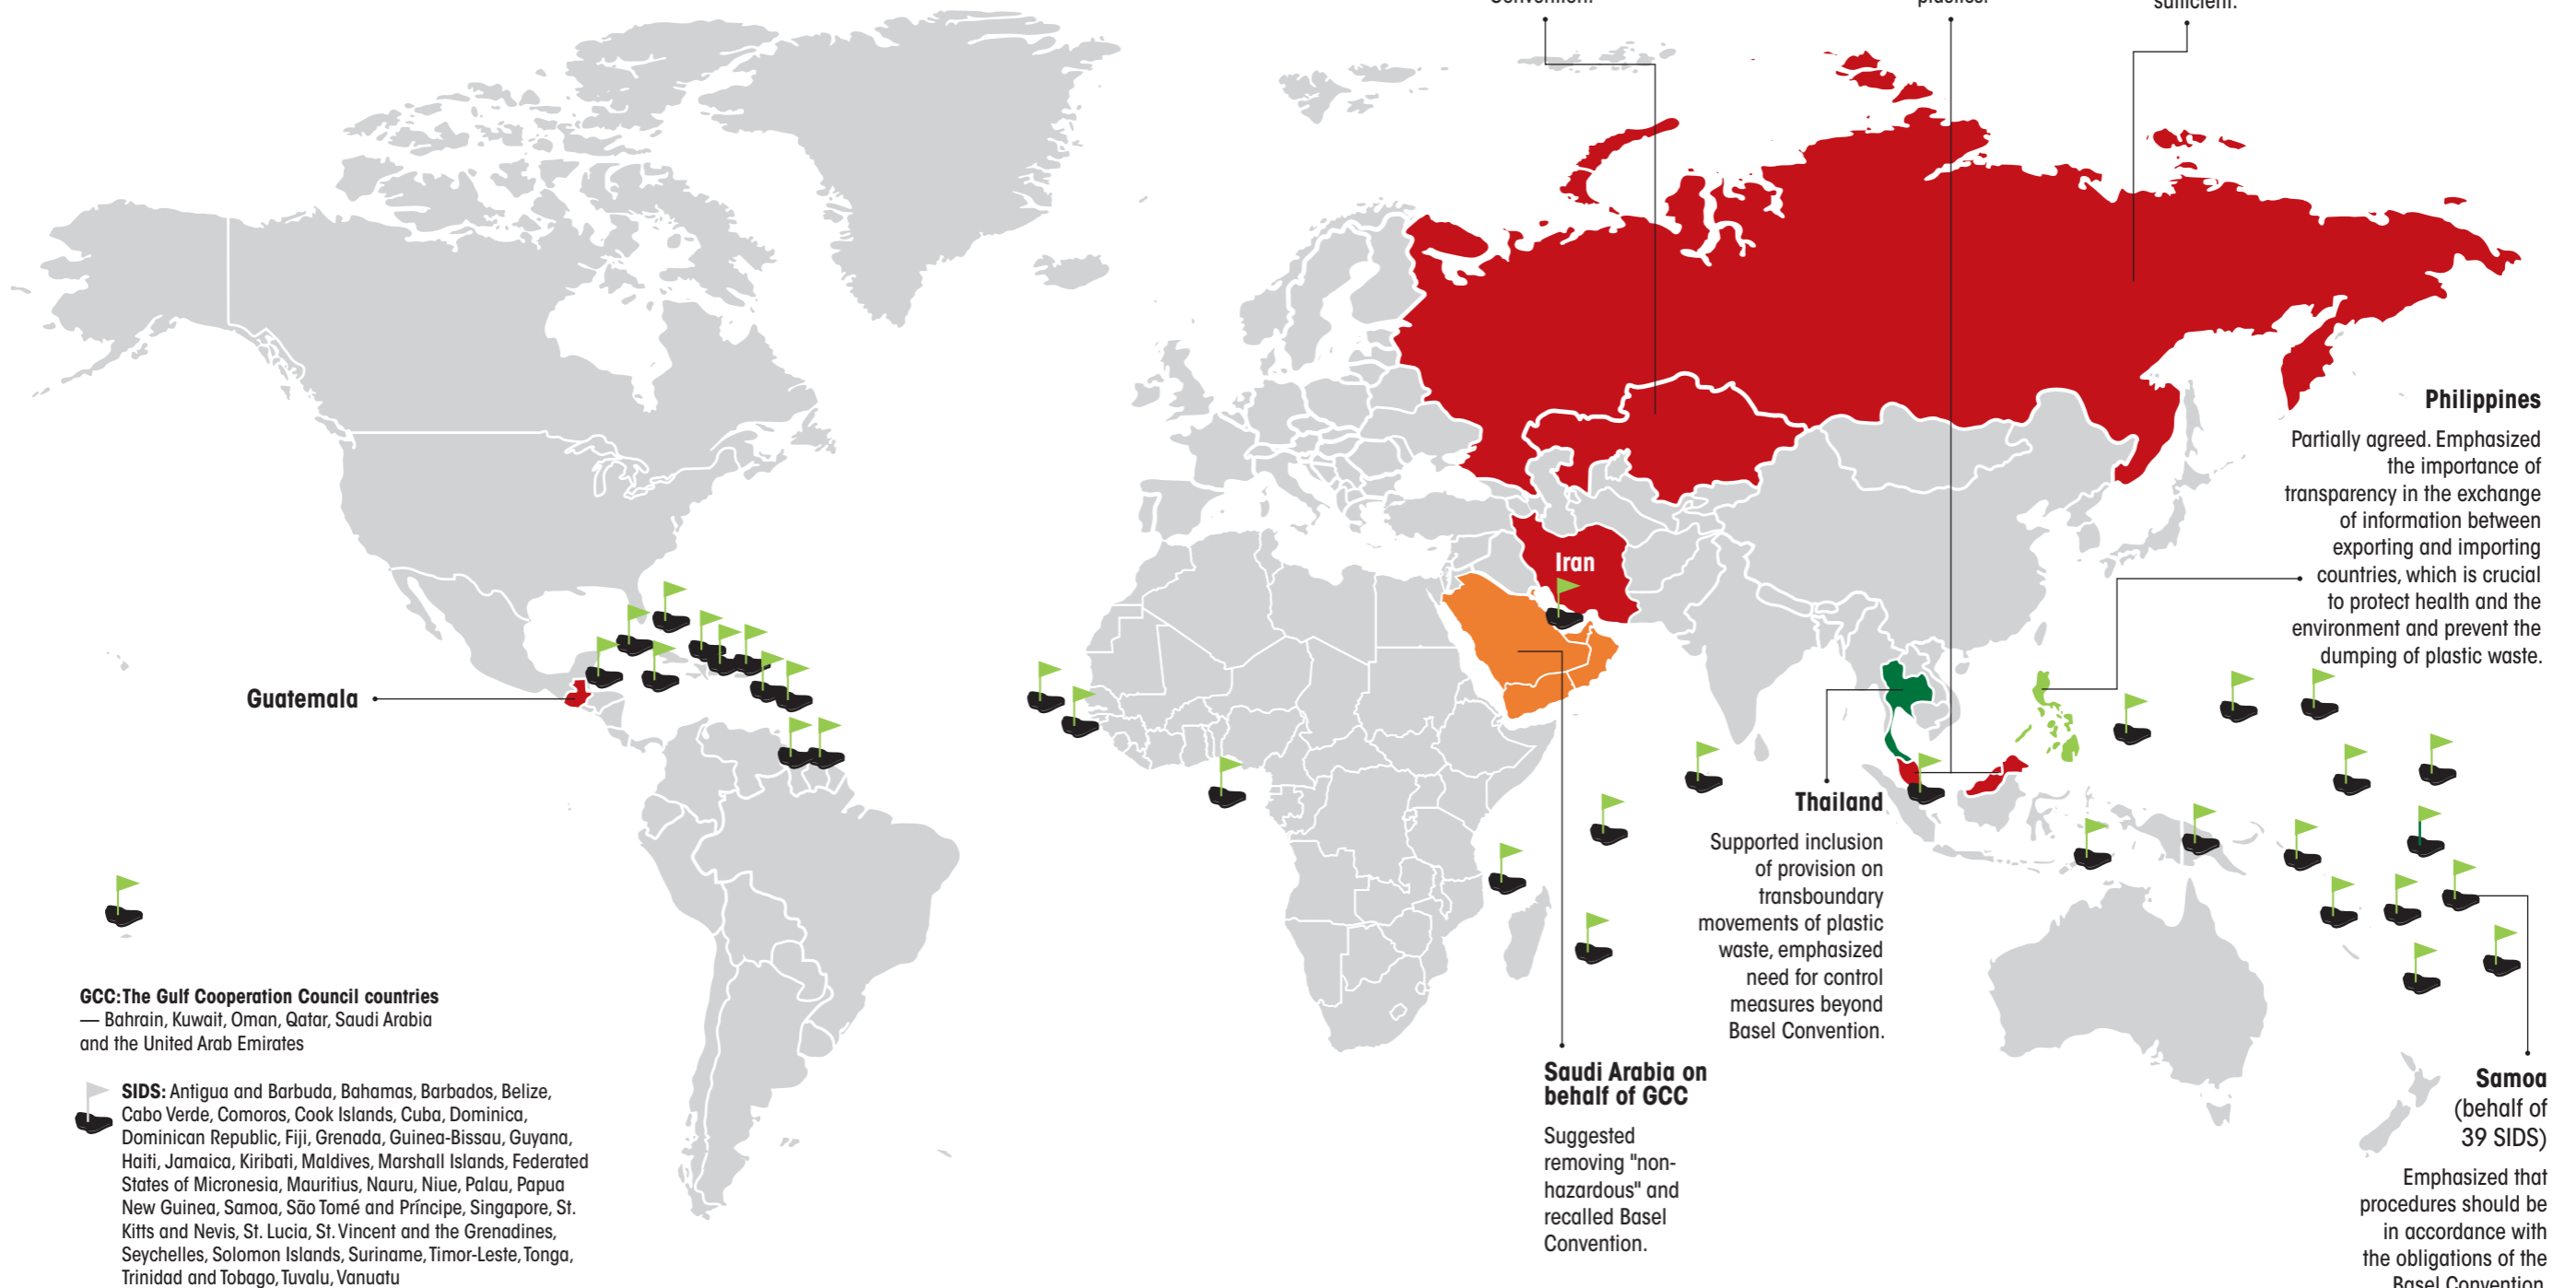 Convention.
plastics.
sufficient.
Philippines
Partially agreed. Emphasized
the importance of
transparency in the exchange
of information between
exporting and importing
countries, which is crucial
to protect health and the
environment and prevent the
dumping of plastic waste.
Iran
Guatemala
Thailand
Supported inclusion
of provision on
transboundary
movements of plastic
waste, emphasized
need for control
measures beyond
Basel Convention.
GCC: The Gulf Cooperation Council countries
— Bahrain, Kuwait, Oman, Qatar, Saudi Arabia
and the United Arab Emirates
SIDS: Antigua and Barbuda, Bahamas, Barbados, Belize,
Cabo Verde, Comoros, Cook Islands, Cuba, Dominica,
Dominican Republic, Fiji, Grenada, Guinea-Bissau, Guyana,
Haiti, Jamaica, Kiribati, Maldives, Marshall Islands, Federated
States of Micronesia, Mauritius, Nauru, Niue, Palau, Papua
New Guinea, Samoa, São Tomé and Príncipe, Singapore, St.
Kitts and Nevis, St. Lucia, St. Vincent and the Grenadines,
Seychelles, Solomon Islands, Suriname, Timor-Leste, Tonga,
Trinidad and Tobago, Tuvalu, Vanuatu
Saudi Arabia on
behalf of GCC
Suggested
removing "non-
hazardous" and
recalled Basel
Convention.
Samoa
(behalf of
39 SIDS)
Emphasized that
procedures should be
in accordance with
the obligations of the
Basel Convention.